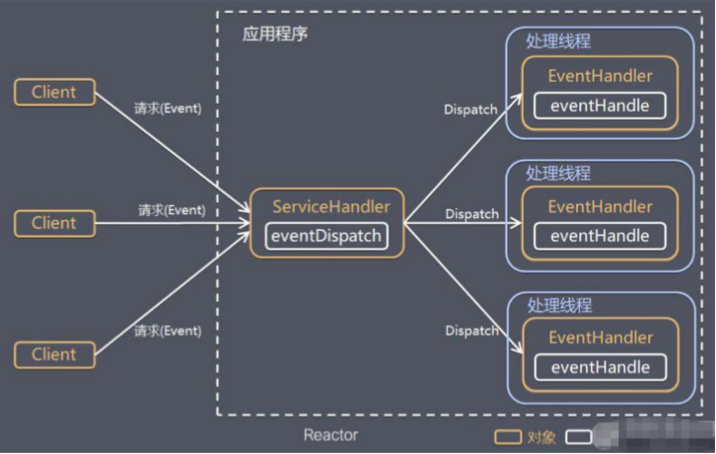 应用程序
Client
请求(Event)
Client
请求(Event)
Client
请求(Event)
ServiceHandler
eventDispatch
Dispatch
处理线程
EventHandler
eventHandle
Dispatch
处理线程
EventHandler
eventHandle
Dispatch
处理线程
EventHandler
eventHandle
Reactor
对象